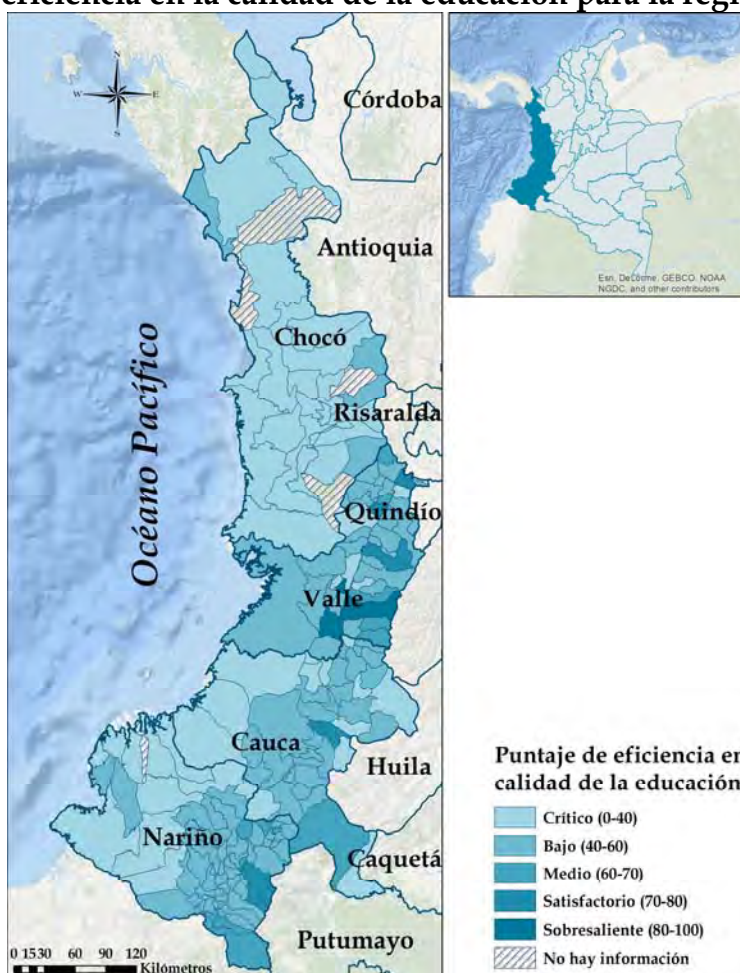 eficiencia en la calidad de la educación para la regi
N
W
E
S
Córdoba
Antioquia
Chocó
Risaralda
Quindío
Valle
Cauca
Huila
Nariño
Caquetá
Putumayo
Océano Pacífico
0 15 30 60 90 120
Kilómetros
Esri, DeLorme, GEBCO, NOAA
NGDC, and other contributors
Puntaje de eficiencia en
calidad de la educación
Crítico (0-40)
Bajo (40-60)
Medio (60-70)
Satisfactorio (70-80)
Sobresaliente (80-100)
No hay información